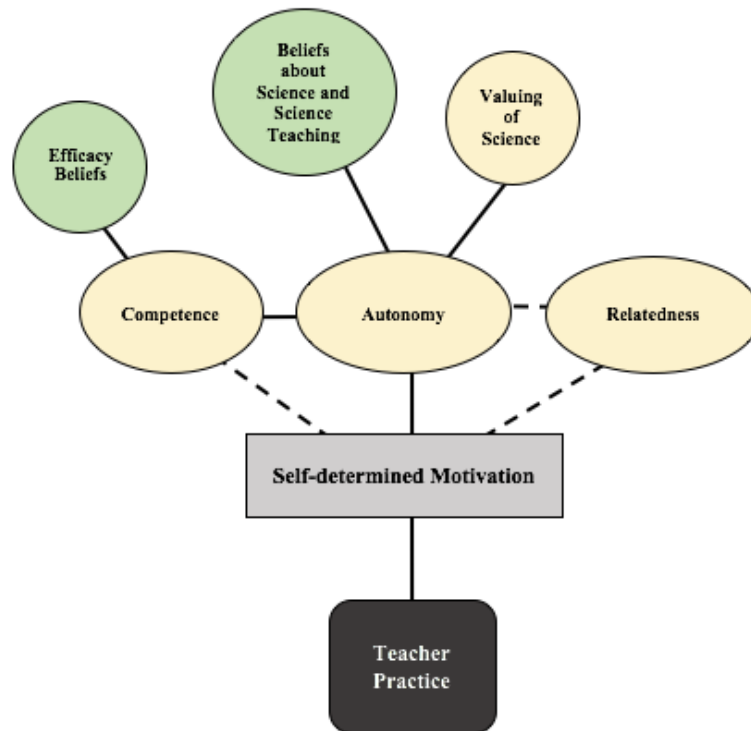 Beliefs
about
Science and
Science
Teaching
Valuing
of
Science
Efficacy
Beliefs
Competence
Autonomy
Relatedness
Self-determined Motivation
Teacher
Practice